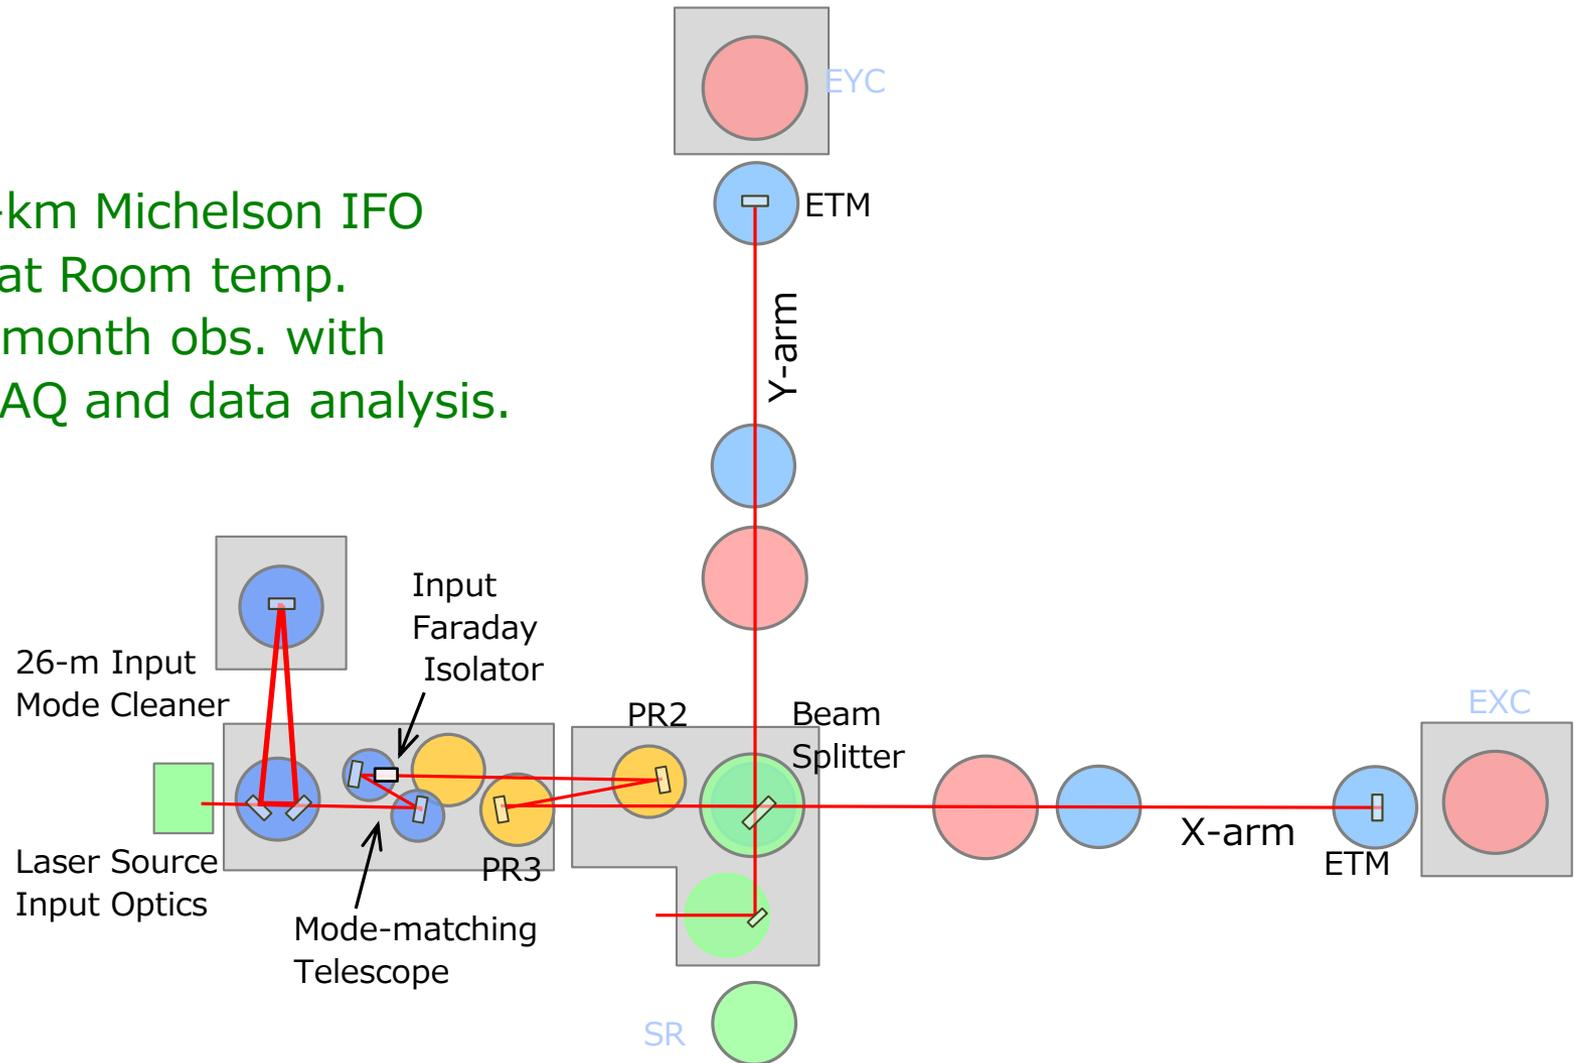 EYC
ETM
-km Michelson IFO
at Room temp.
month obs. with
AQ and data analysis.
Y-arm
Input
Faraday
Isolator
26-m Input
Mode Cleaner
PR2
Beam
Splitter
EXC
X-arm
ETM
Laser Source
Input Optics
PR3
Mode-matching
Telescope
SR